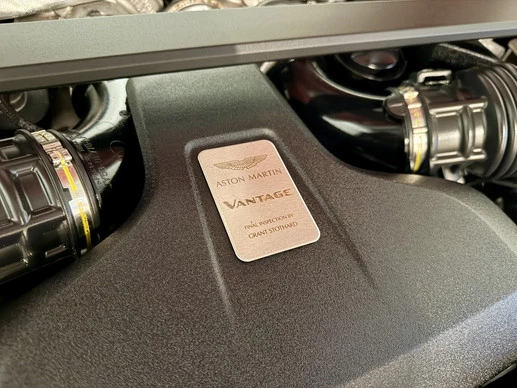 ASTON MARTIN
VANTAGE
FINAL INSPECTION BY
GRANT STOTHARD